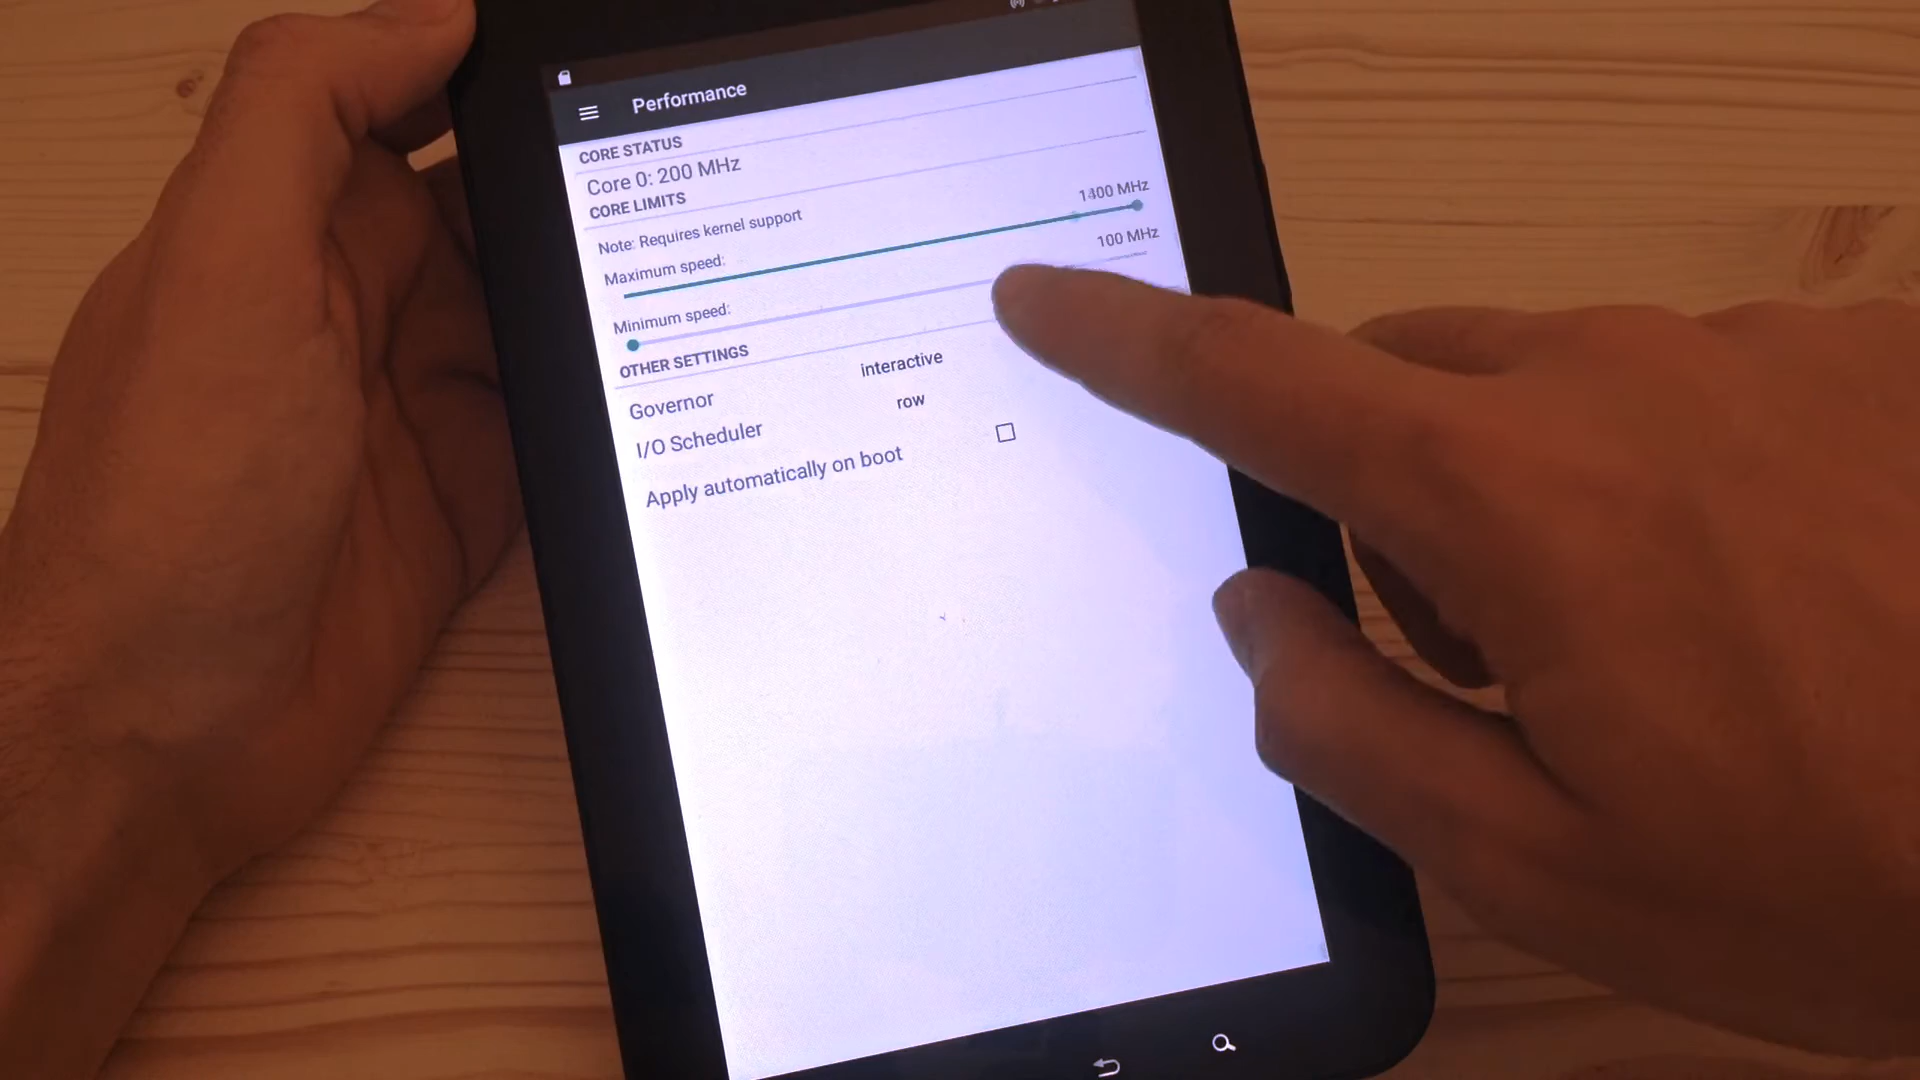 Performance
CORE STATUS
Core 0: 200 MHz
CORE LIMITS
Note: Requires kernel support
Maximum speed: MHz
Minimum speed: 100 MHz
OTHER SETTINGS
Governor interactive
I/O Scheduler row
Apply automatically on boot